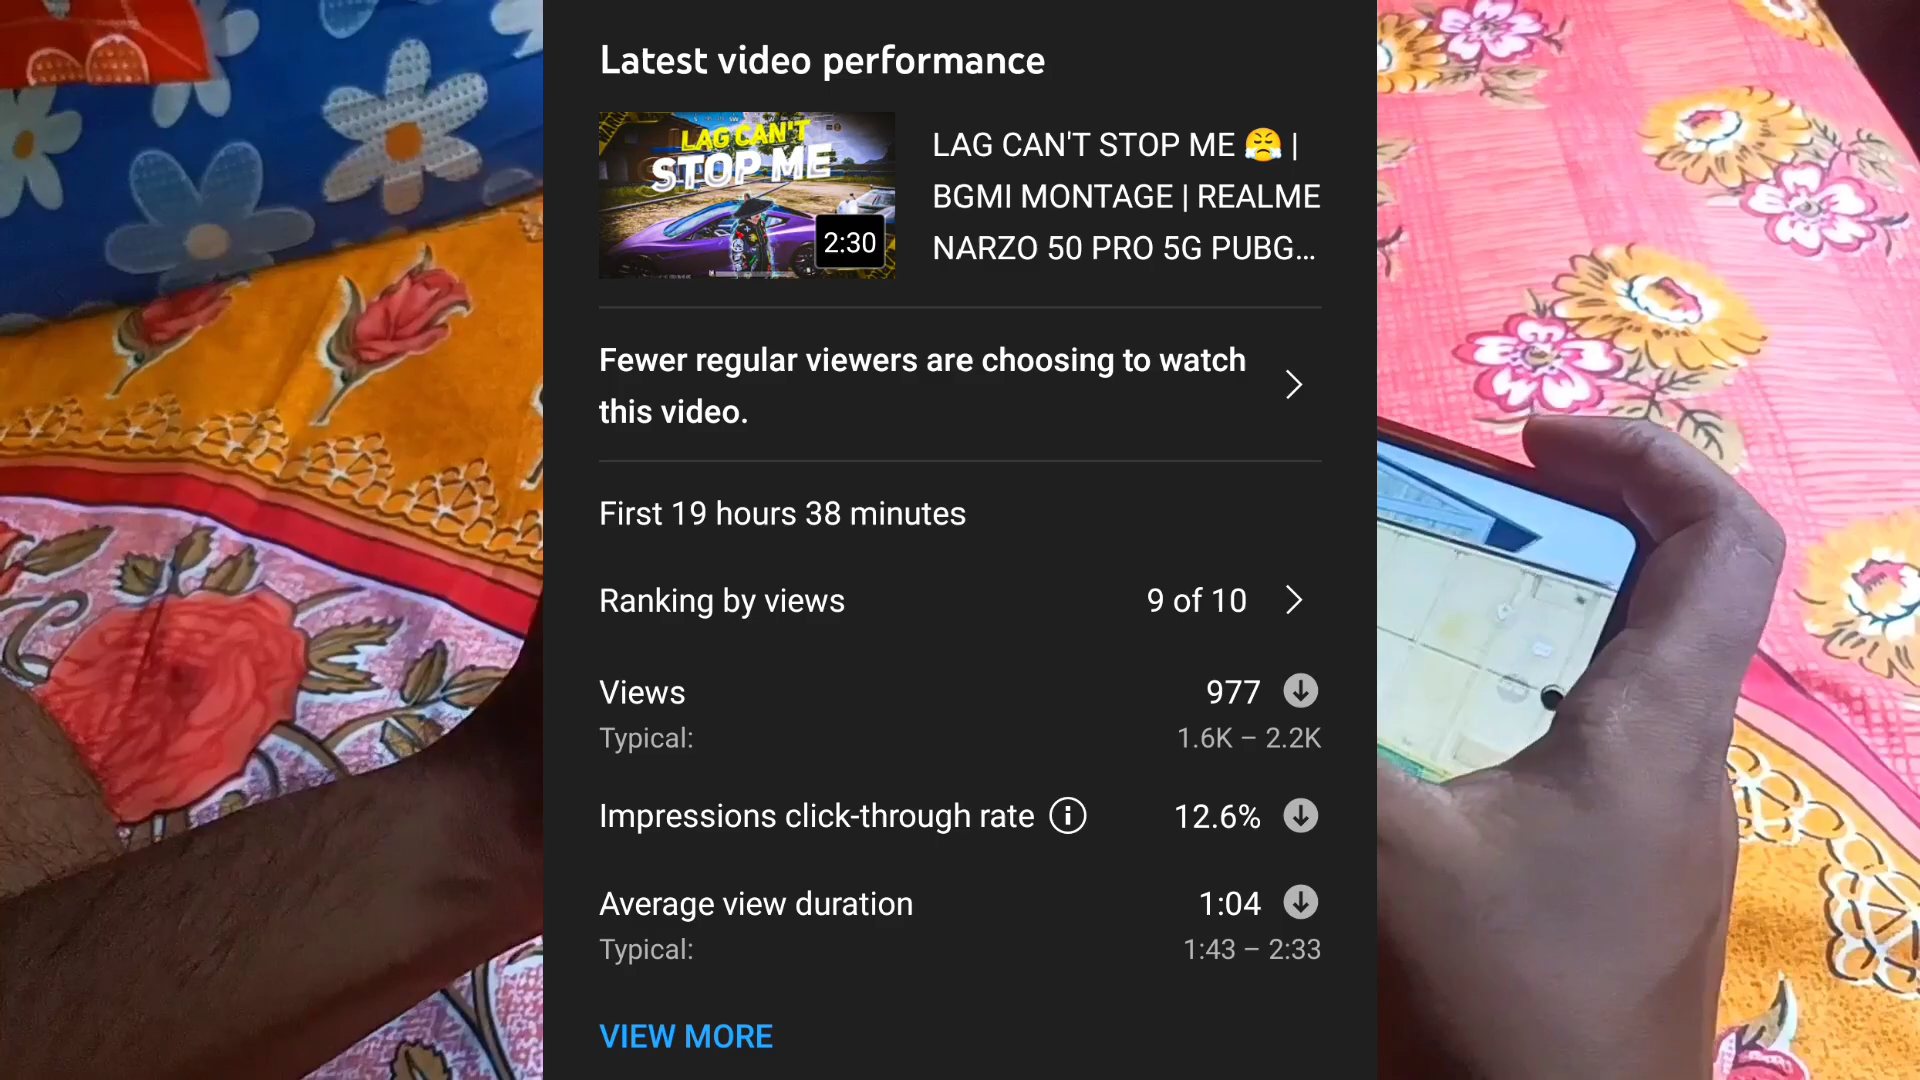 Latest video performance
LAG CAN'T
STOP ME
2:30
LAG CAN'T STOP ME 😤 |
BGMI MONTAGE | REALME
NARZO 50 PRO 5G PUBG...
Fewer regular viewers are choosing to watch
this video.
First 19 hours 38 minutes
Ranking by views 9 of 10
Views 977
Typical: 1.6K – 2.2K
Impressions click-through rate 12.6%
Average view duration 1:04
Typical: 1:43 – 2:33
VIEW MORE